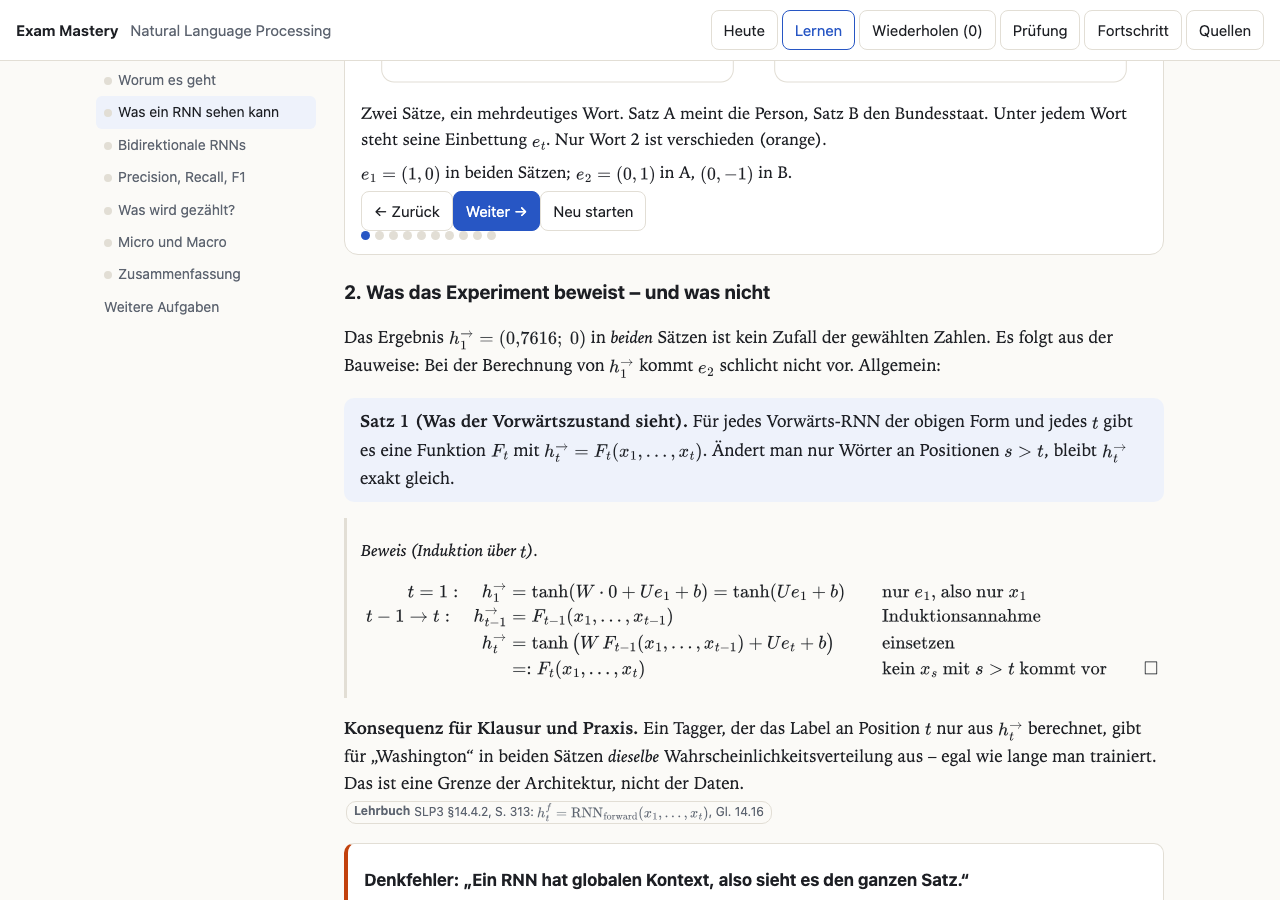 Exam Mastery Natural Language Processing
Heute Lernen Wiederholen (0) Prüfung Fortschritt Quellen
Worum es geht
Was ein RNN sehen kann
Bidirektionale RNNs
Precision, Recall, F1
Was wird gezählt?
Micro und Macro
Zusammenfassung
Weitere Aufgaben
Zwei Sätze, ein mehrdeutiges Wort. Satz A meint die Person, Satz B den Bundesstaat. Unter jedem Wort
steht seine Einbettung e_t. Nur Wort 2 ist verschieden (orange).
e_1 = (1, 0) in beiden Sätzen; e_2 = (0, 1) in A, (0, −1) in B.
← Zurück Weiter → Neu starten
2. Was das Experiment beweist – und was nicht
Das Ergebnis h_1^→ = (0,7616; 0) in beiden Sätzen ist kein Zufall der gewählten Zahlen. Es folgt aus der
Bauweise: Bei der Berechnung von h_1^→ kommt e_2 schlicht nicht vor. Allgemein:
Satz 1 (Was der Vorwärtszustand sieht). Für jedes Vorwärts-RNN der obigen Form und jedes t gibt
es eine Funktion F_t mit h_t^→ = F_t(x_1, . . . , x_t). Ändert man nur Wörter an Positionen s > t, bleibt h_t^→
exakt gleich.
Beweis (Induktion über t).
t = 1 : h_1^→ = tanh(W · 0 + Ue_1 + b) = tanh(Ue_1 + b) nur e_1, also nur x_1
t − 1 → t : h_{t−1}^→ = F_{t−1}(x_1, . . . , x_{t−1}) Induktionsannahme
h_t^→ = tanh (W F_{t−1}(x_1, . . . , x_{t−1}) + Ue_t + b) einsetzen
=: F_t(x_1, . . . , x_t) kein x_s mit s > t kommt vor □
Konsequenz für Klausur und Praxis. Ein Tagger, der das Label an Position t nur aus h_t^→ berechnet, gibt
für „Washington“ in beiden Sätzen dieselbe Wahrscheinlichkeitsverteilung aus – egal wie lange man trainiert.
Das ist eine Grenze der Architektur, nicht der Daten.
Lehrbuch SLP3 §14.4.2, S. 313: h_t^f = RNN_forward(x_1, . . . , x_t), Gl. 14.16
Denkfehler: „Ein RNN hat globalen Kontext, also sieht es den ganzen Satz.“